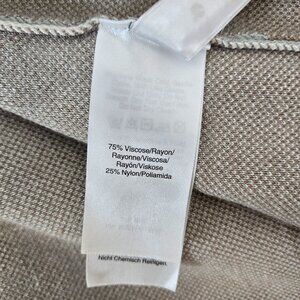 75% Viscose/Rayon/
Rayonne/Viscosa/
Rayón/Viskose
25% Nylon/Poliamida
Nicht Chemisch Reinigen.